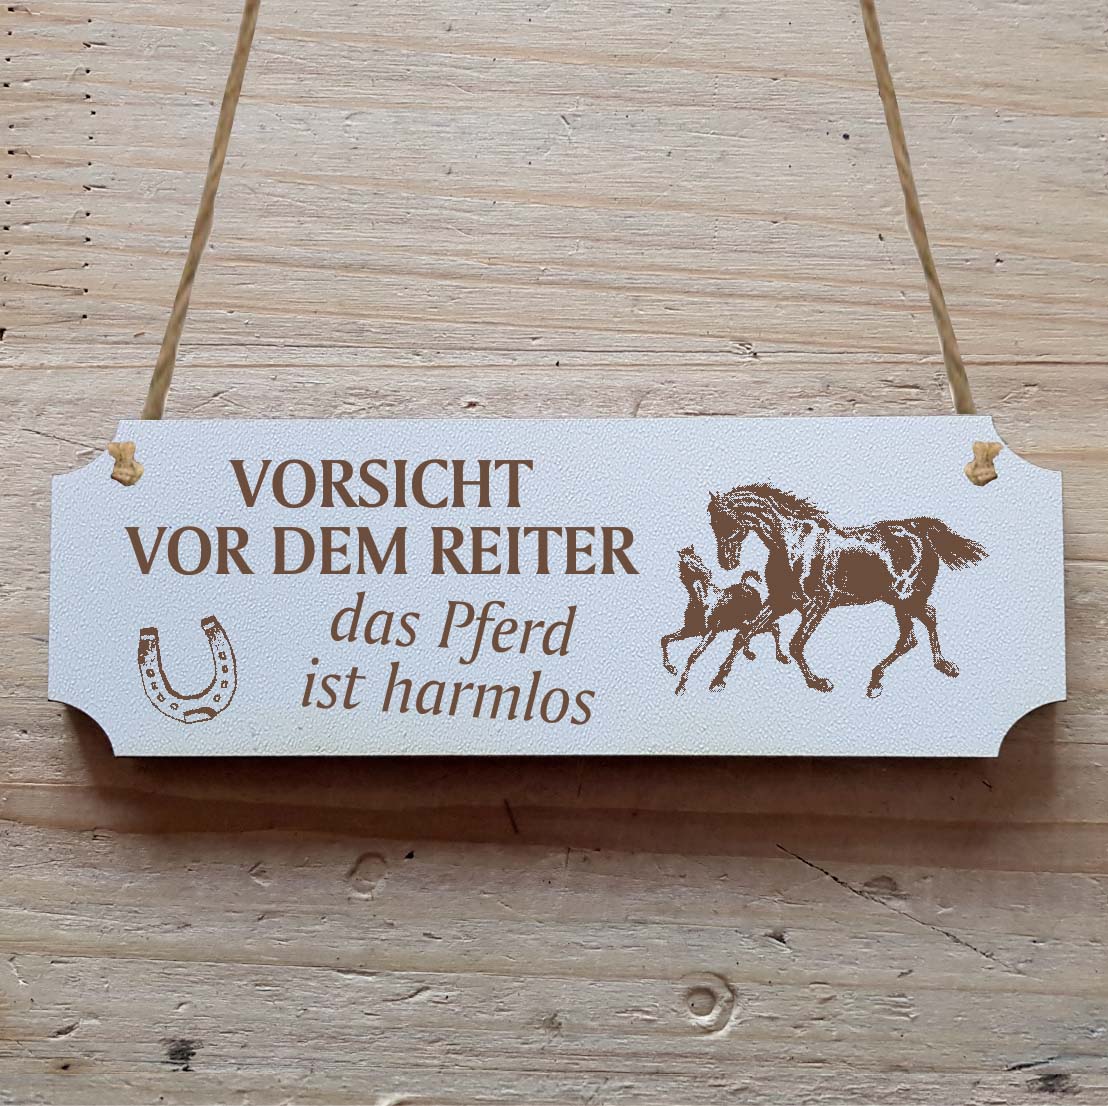 VORSICHT
VOR DEM REITER
das Pferd
ist harmlos